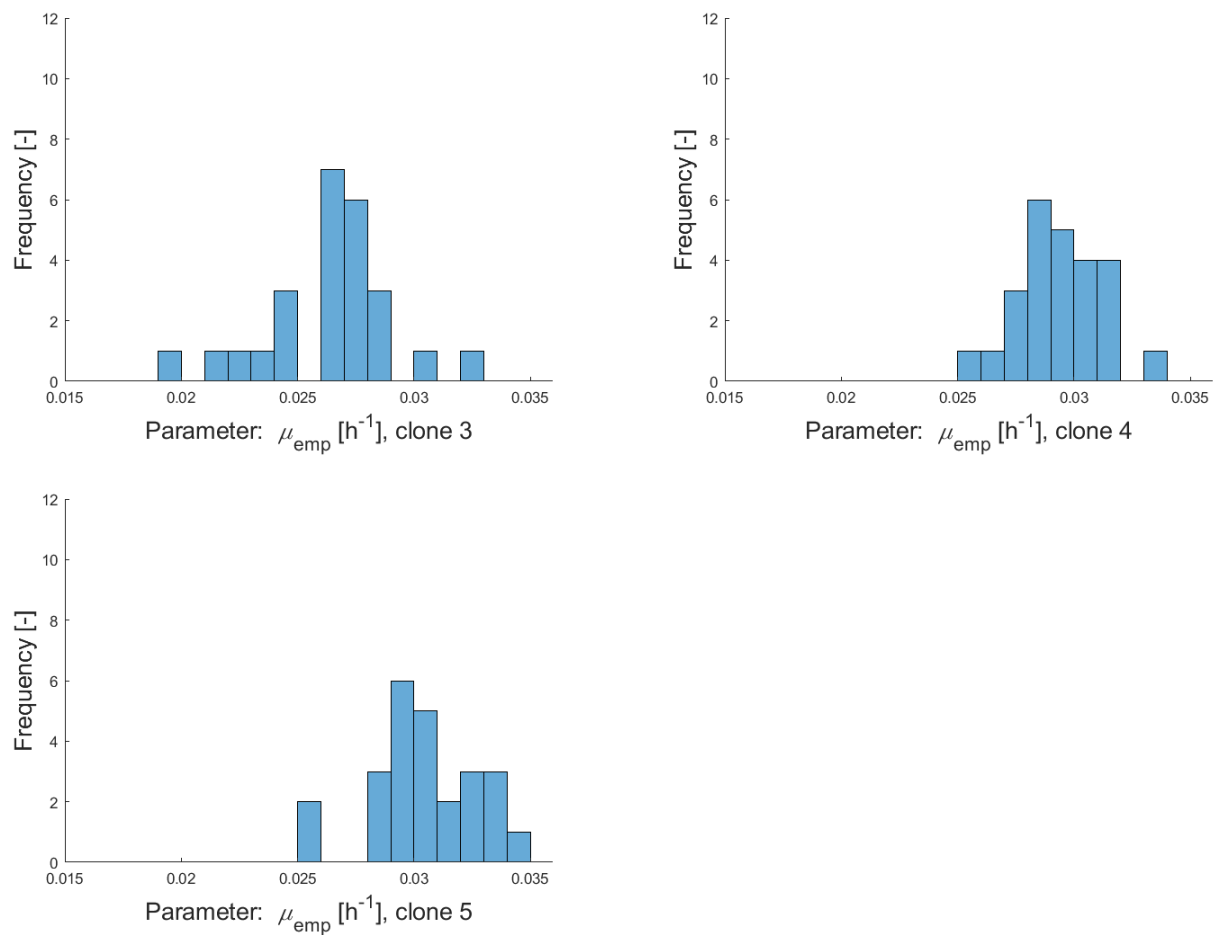 12
10
8
6
4
2
0
Frequency [-]
0.015 0.02 0.025 0.03 0.035
Parameter: μemp [h-1], clone 3
12
10
8
6
4
2
0
Frequency [-]
0.015 0.02 0.025 0.03 0.035
Parameter: μemp [h-1], clone 4
12
10
8
6
4
2
0
Frequency [-]
0.015 0.02 0.025 0.03 0.035
Parameter: μemp [h-1], clone 5